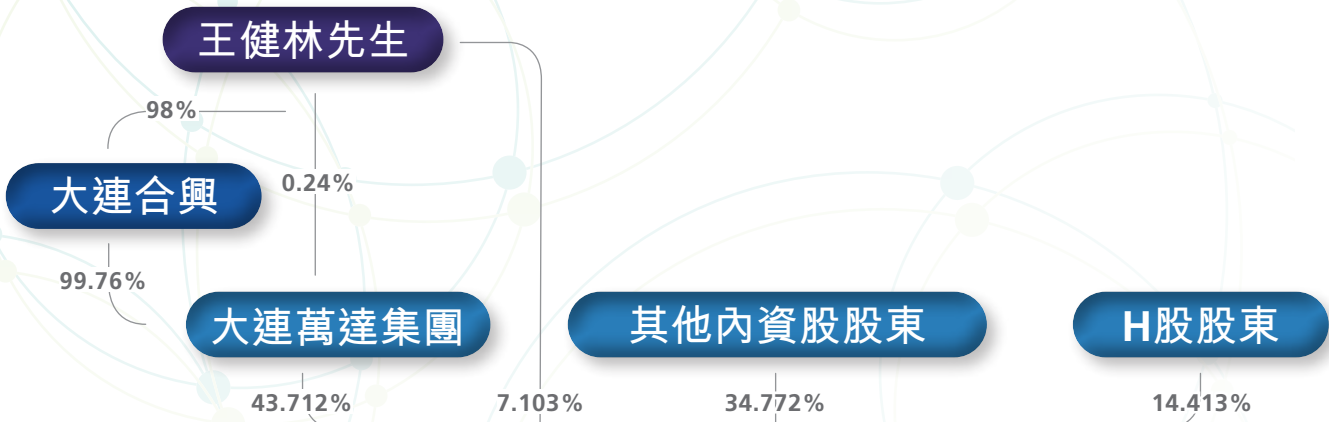 王健林先生
98%
大連合興
0.24%
99.76%
大連萬達集團
其他內資股股東
H股股東
43.712%
7.103%
34.772%
14.413%